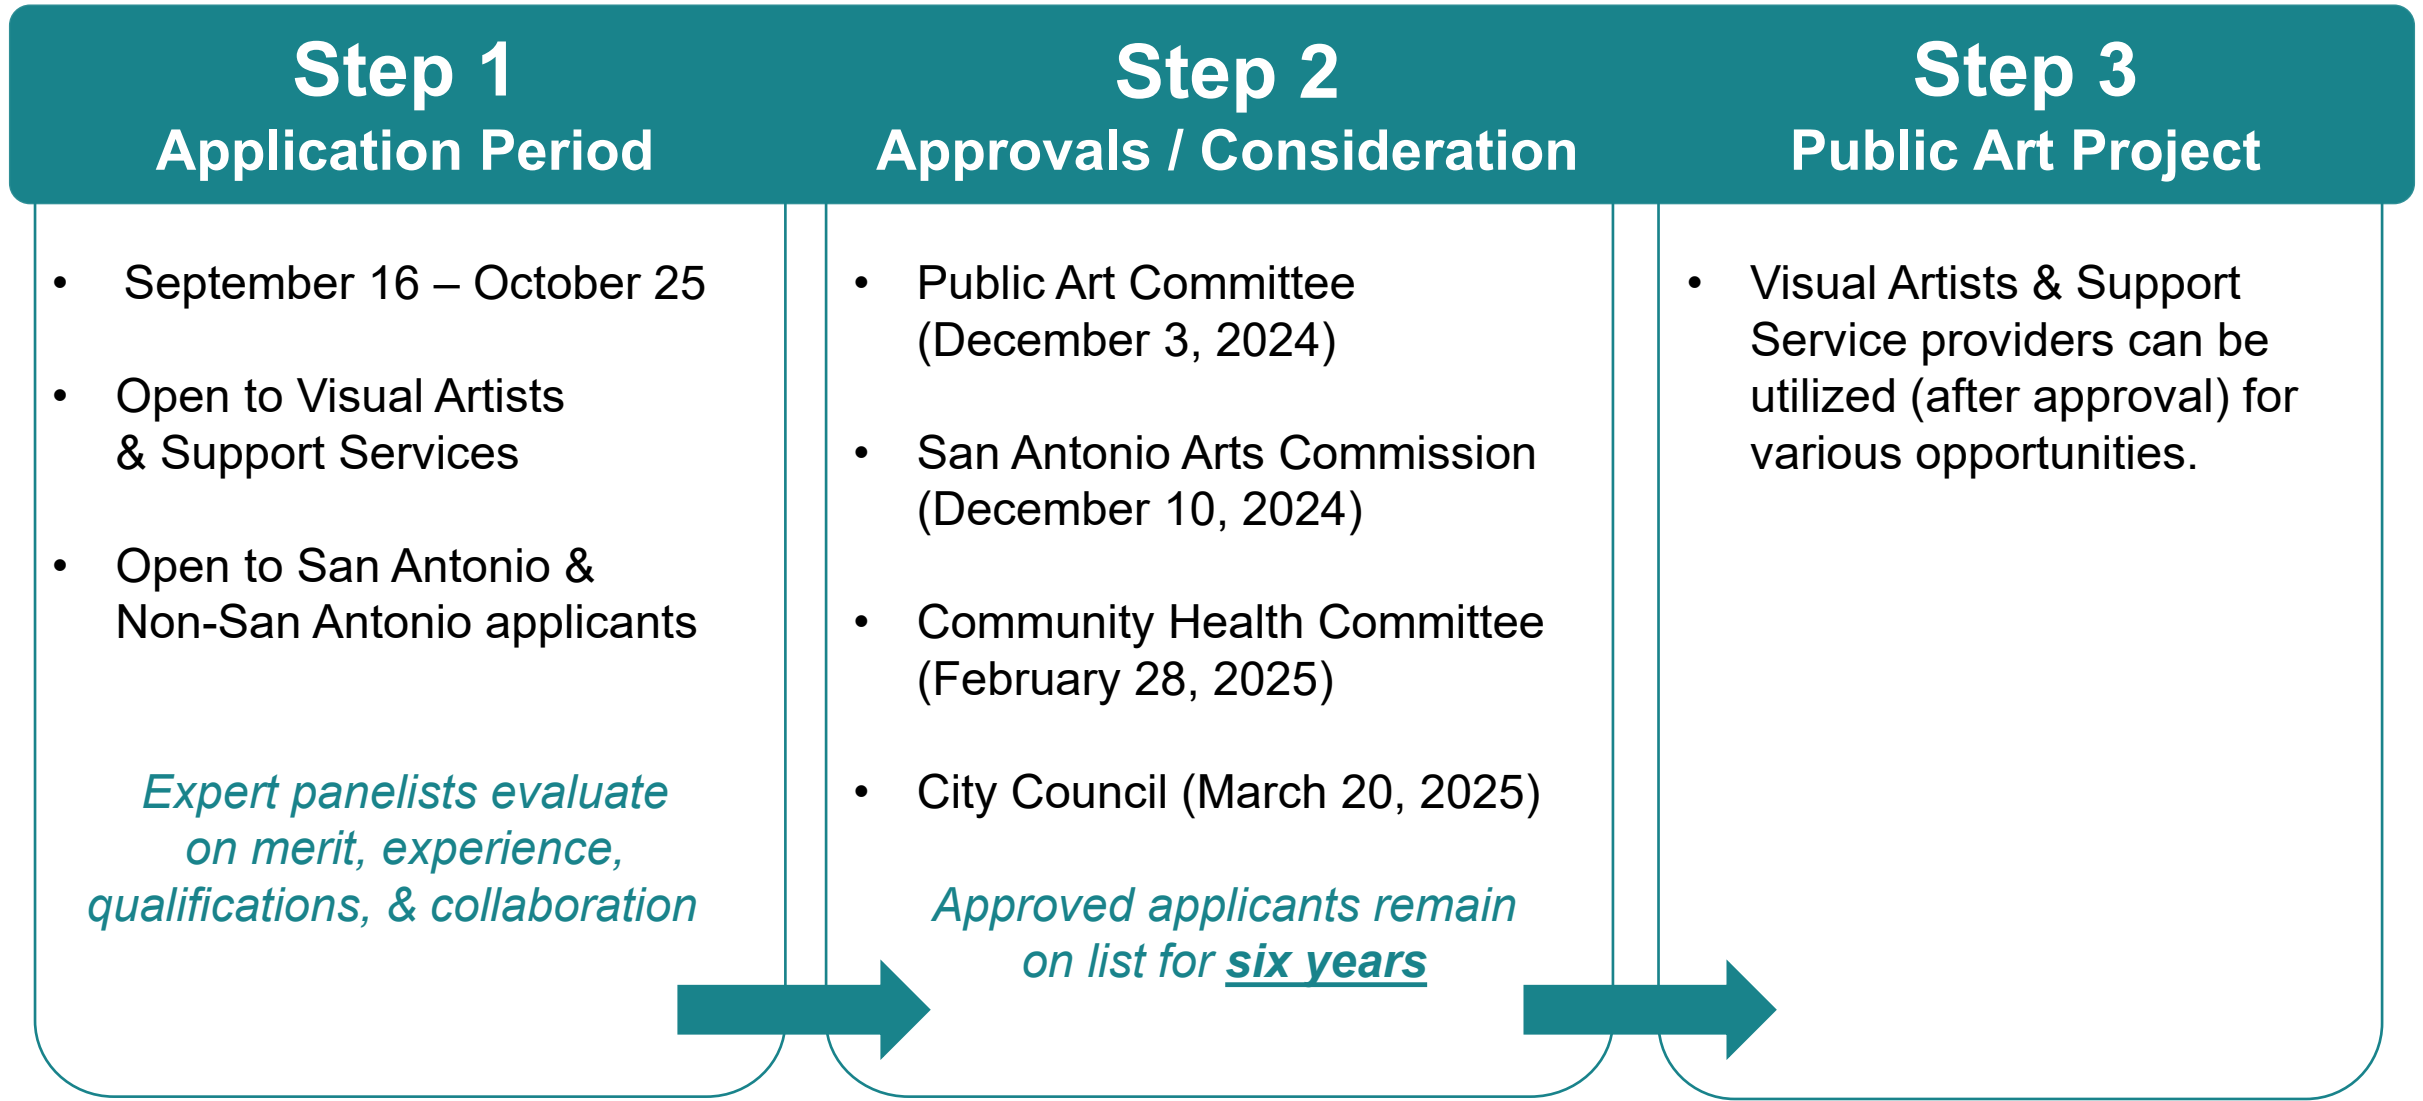 Step 1
Application Period
• September 16 – October 25
• Open to Visual Artists
& Support Services
• Open to San Antonio &
Non-San Antonio applicants
Expert panelists evaluate
on merit, experience,
qualifications, & collaboration
Step 2
Approvals / Consideration
• Public Art Committee
(December 3, 2024)
• San Antonio Arts Commission
(December 10, 2024)
• Community Health Committee
(February 28, 2025)
• City Council (March 20, 2025)
Approved applicants remain
on list for six years
Step 3
Public Art Project
• Visual Artists & Support
Service providers can be
utilized (after approval) for
various opportunities.